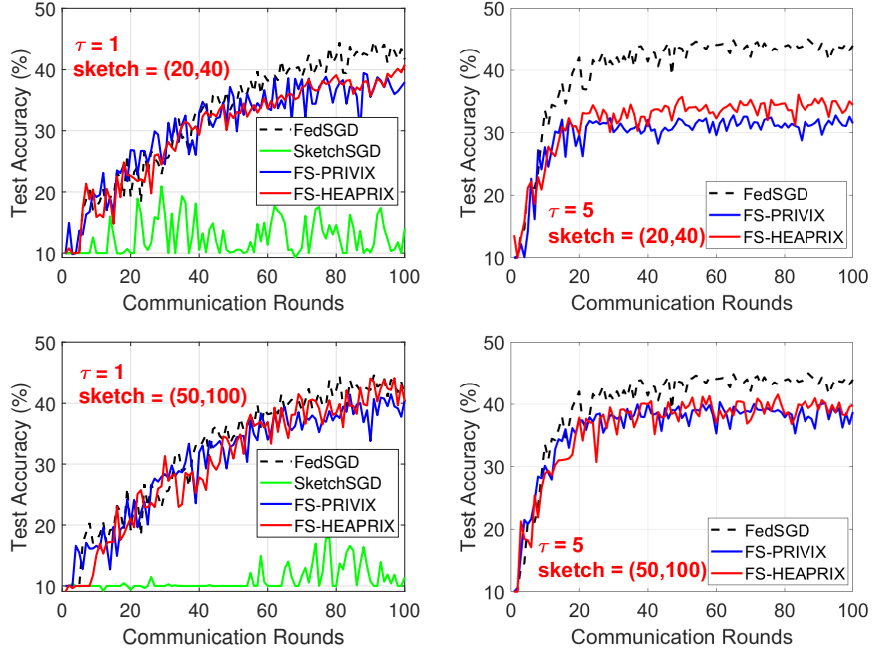 50
40
30
20
10
0
20
40
60
80
100
Test Accuracy (%)
Communication Rounds
τ = 1
sketch = (20,40)
FedSGD
SketchSGD
FS-PRIVIX
FS-HEAPRIX
50
40
30
20
10
0
20
40
60
80
100
Test Accuracy (%)
Communication Rounds
τ = 5
sketch = (20,40)
FedSGD
FS-PRIVIX
FS-HEAPRIX
50
40
30
20
10
0
20
40
60
80
100
Test Accuracy (%)
Communication Rounds
τ = 1
sketch = (50,100)
FedSGD
SketchSGD
FS-PRIVIX
FS-HEAPRIX
50
40
30
20
10
0
20
40
60
80
100
Test Accuracy (%)
Communication Rounds
τ = 5
sketch = (50,100)
FedSGD
FS-PRIVIX
FS-HEAPRIX